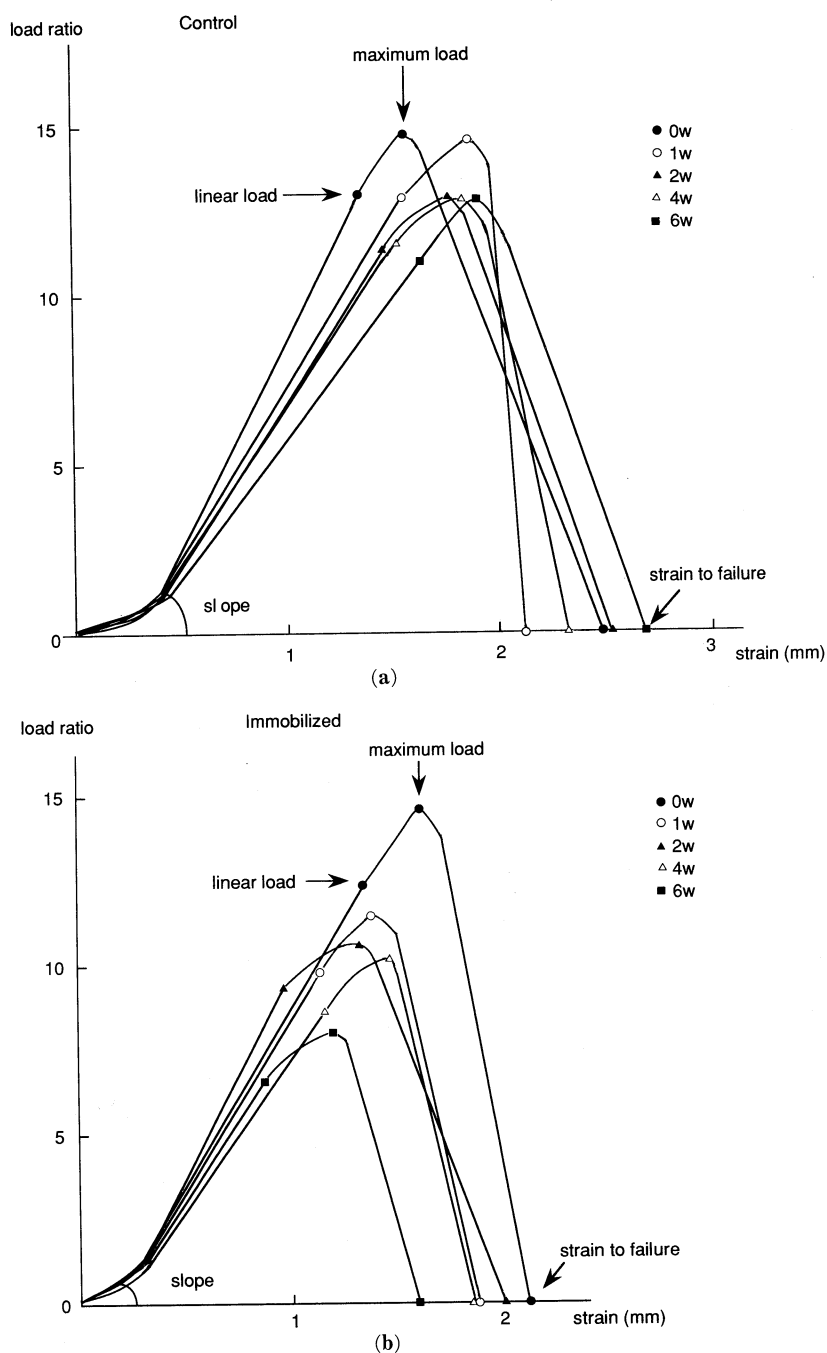 load ratio
Control
maximum load
15
linear load
0w
1w
2w
4w
6w
10
5
slope
strain to failure
0
1
2
3
strain (mm)
(a)
load ratio
Immobilized
maximum load
15
linear load
0w
1w
2w
4w
6w
10
5
slope
strain to failure
0
1
2
strain (mm)
(b)